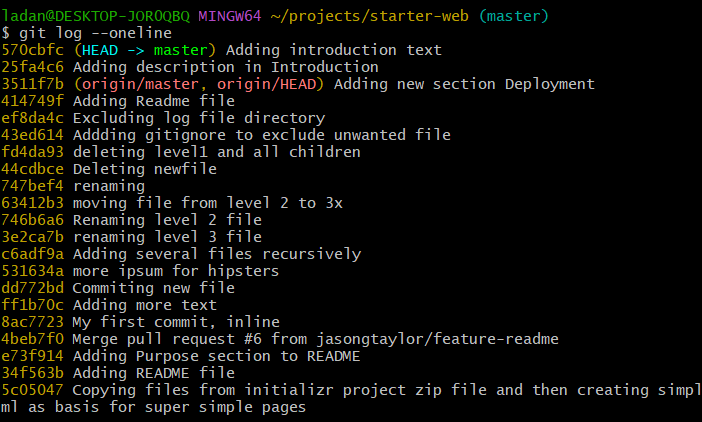 ladan@DESKTOP-JOR0QBQ MINGW64 ~/projects/starter-web (master)
$ git log --oneline
570cbfc (HEAD -> master) Adding introduction text
25fa4c6 Adding description in Introduction
3511f7b (origin/master, origin/HEAD) Adding new section Deployment
414749f Adding Readme file
ef8da4c Excluding log file directory
43ed614 Addding gitignore to exclude unwanted file
fd4da93 deleting level1 and all children
44cdbce Deleting newfile
747bef4 renaming
63412b3 moving file from level 2 to 3x
746b6a6 Renaming level 2 file
3e2ca7b renaming level 3 file
c6adf9a Adding several files recursively
531634a more ipsum for hipsters
dd772bd Commiting new file
ff1b70c Adding more text
8ac7723 My first commit, inline
4beb7f0 Merge pull request #6 from jasongtaylor/feature-readme
e73f914 Adding Purpose section to README
34f563b Adding README file
5c05047 Copying files from initializr project zip file and then creating simpl
ml as basis for super simple pages